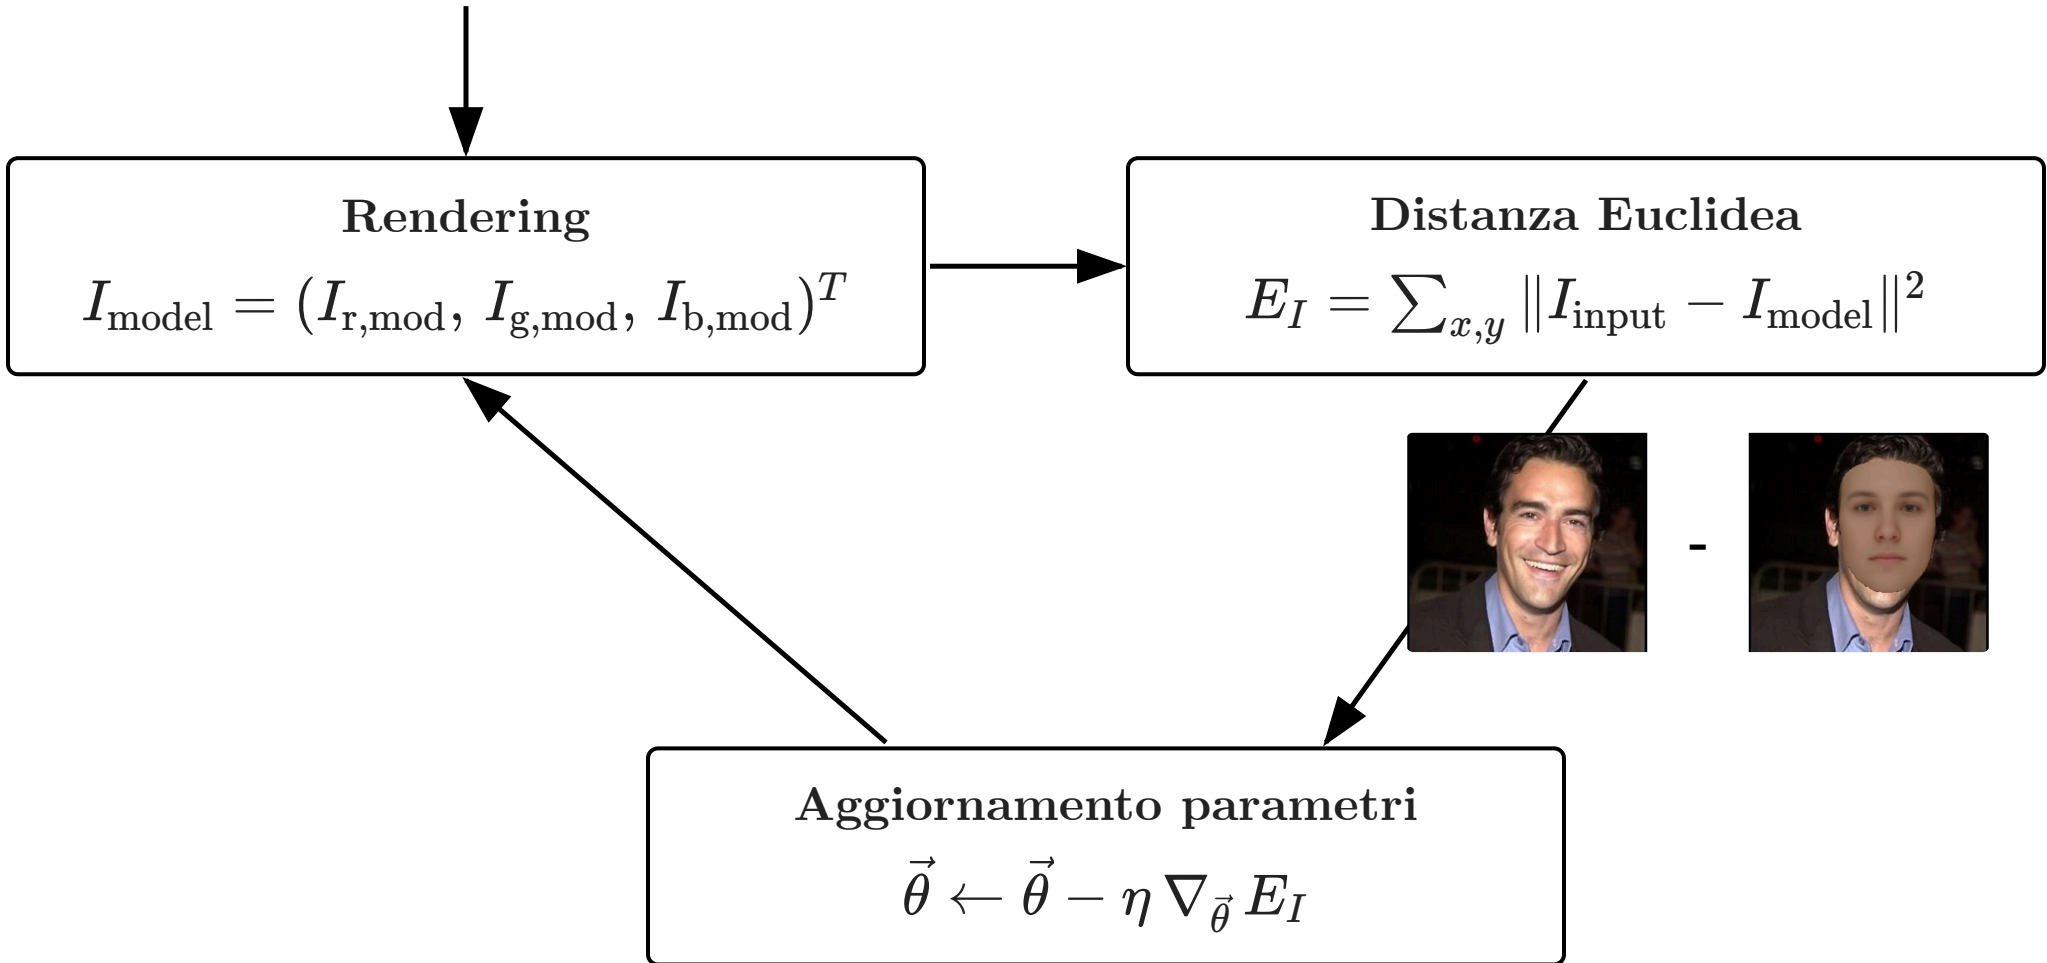 Rendering
I_model = (I_r,mod, I_g,mod, I_b,mod)^T
Distanza Euclidea
E_I = ∑_x,y ‖I_input − I_model‖^2
-
Aggiornamento parametri
θ⃗ ← θ⃗ − η ∇_θ⃗ E_I